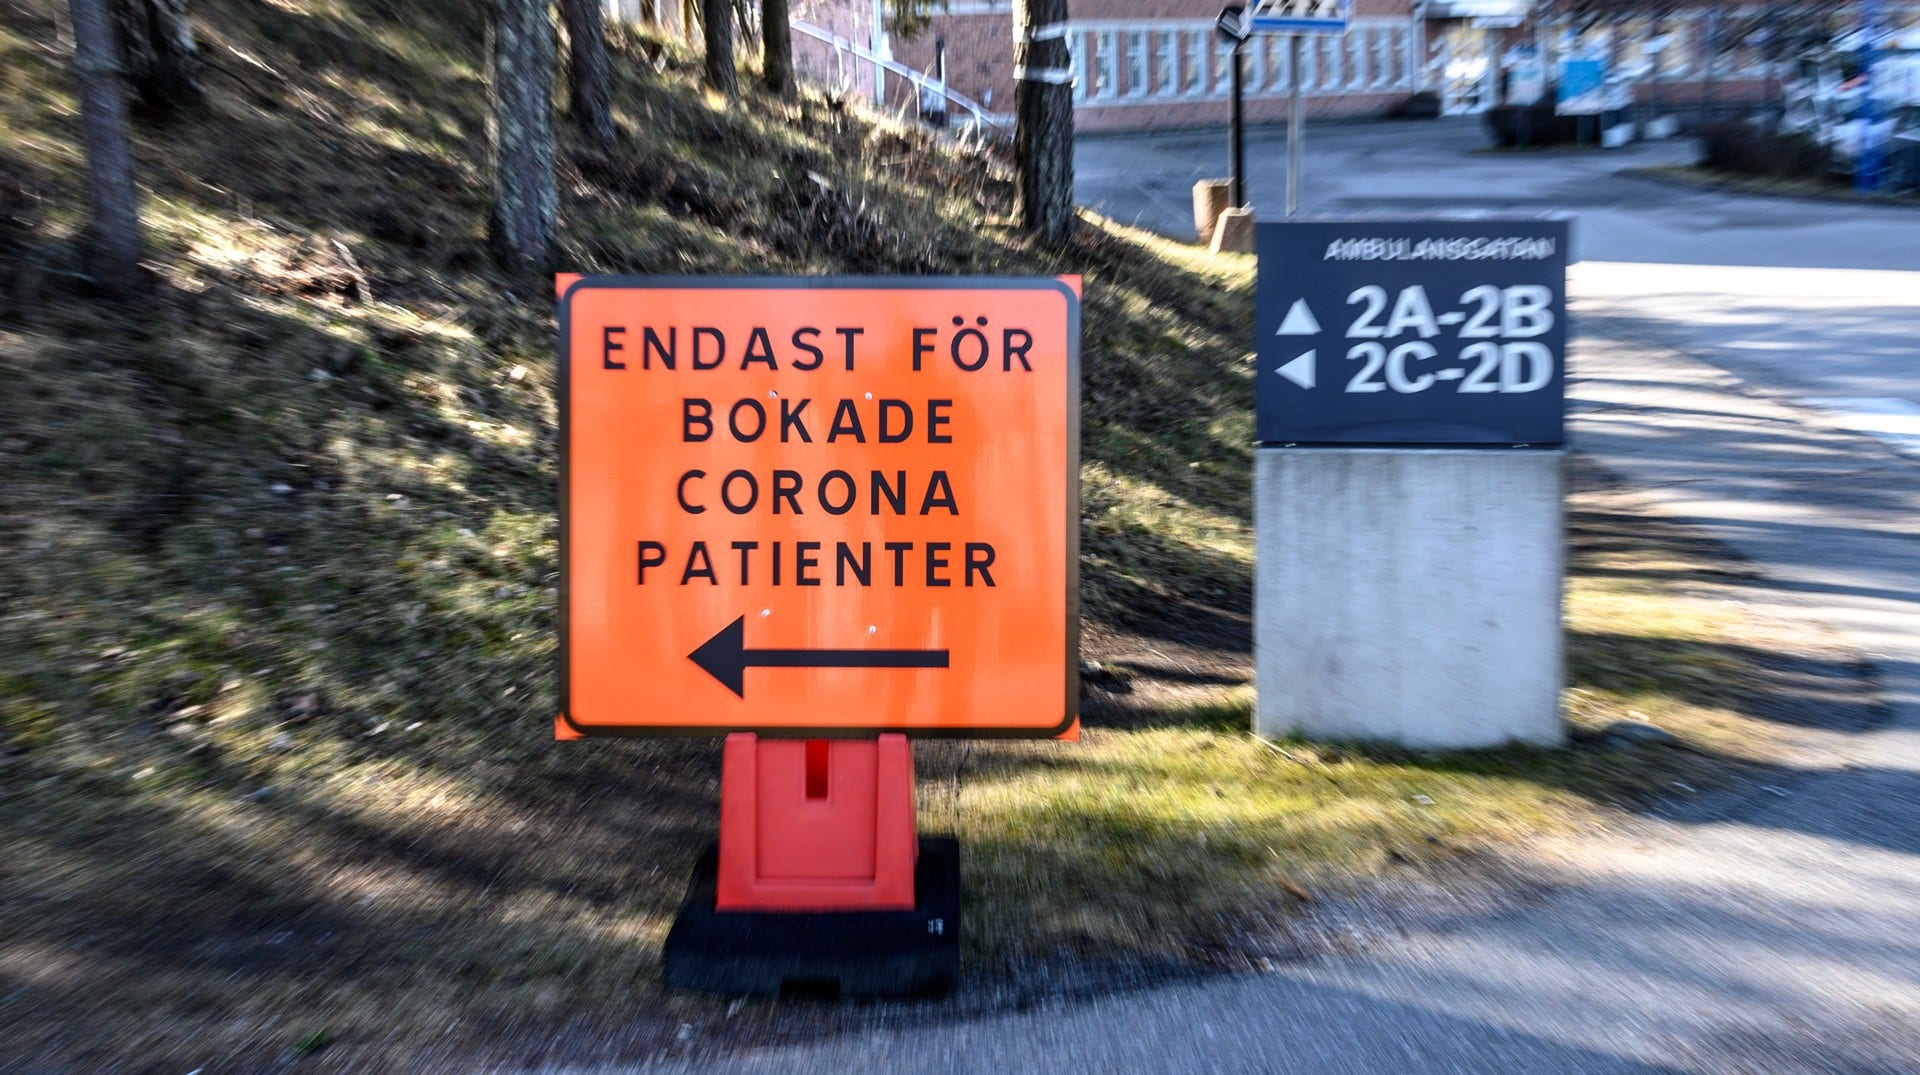 ENDAST FÖR
BOKADE
CORONA
PATIENTER
AMBULANSGATAN
2A-2B
2C-2D